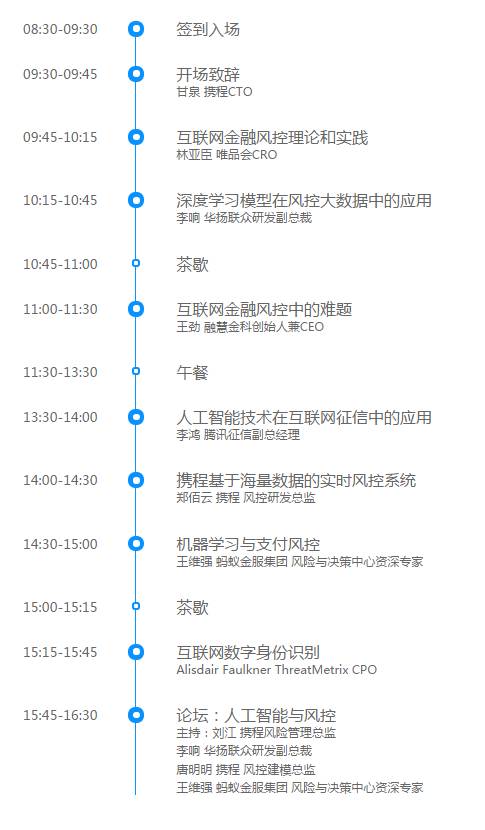 08:30-09:30 签到入场
09:30-09:45 开场致辞
甘泉 携程CTO
09:45-10:15 互联网金融风控理论和实践
林亚臣 唯品会CRO
10:15-10:45 深度学习模型在风控大数据中的应用
李响 华扬联众研发副总裁
10:45-11:00 茶歇
11:00-11:30 互联网金融风控中的难题
王劲 融慧金科创始人兼CEO
11:30-13:30 午餐
13:30-14:00 人工智能技术在互联网征信中的应用
李鸿 腾讯征信副总经理
14:00-14:30 携程基于海量数据的实时风控系统
郑佰云 携程 风控研发总监
14:30-15:00 机器学习与支付风控
王维强 蚂蚁金服集团 风险与决策中心资深专家
15:00-15:15 茶歇
15:15-15:45 互联网数字身份识别
Alisdair Faulkner ThreatMetrix CPO
15:45-16:30 论坛：人工智能与风控
主持：刘江 携程风险管理总监
李响 华扬联众研发副总裁
唐明明 携程 风控建模总监
王维强 蚂蚁金服集团 风险与决策中心资深专家